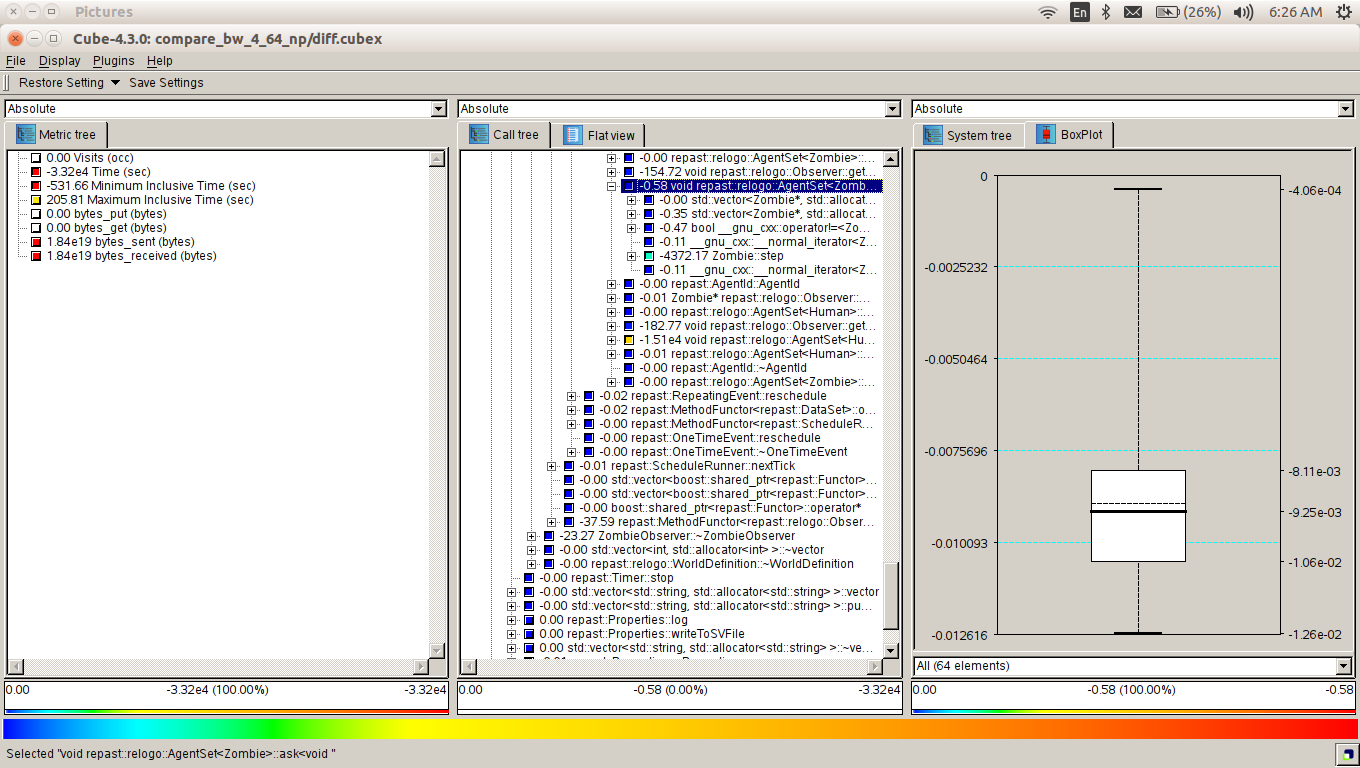 Pictures
En
(26%)
6:26 AM
Cube-4.3.0: compare_bw_4_64_np/diff.cubex
File Display Plugins Help
Restore Setting Save Settings
Absolute
Metric tree
0.00 Visits (occ)
-3.32e4 Time (sec)
-531.66 Minimum Inclusive Time (sec)
205.81 Maximum Inclusive Time (sec)
0.00 bytes_put (bytes)
0.00 bytes_get (bytes)
1.84e19 bytes_sent (bytes)
1.84e19 bytes_received (bytes)
0.00 -3.32e4 (100.00%) -3.32e4
Absolute
Call tree Flat view
-0.00 repast::relogo::AgentSet<Zombie>::...
-154.72 void repast::relogo::Observer::get...
-0.58 void repast::relogo::AgentSet<Zomb...
-0.00 std::vector<Zombie*, std::allocat...
-0.35 std::vector<Zombie*, std::allocat...
-0.47 bool __gnu_cxx::operator!=<Zo...
-0.11 __gnu_cxx::__normal_iterator<Z...
-4372.17 Zombie::step
-0.11 __gnu_cxx::__normal_iterator<Z...
-0.00 repast::AgentId::AgentId
-0.01 Zombie* repast::relogo::Observer::...
-0.00 repast::relogo::AgentSet<Human>::...
-182.77 void repast::relogo::Observer::get...
-1.51e4 void repast::relogo::AgentSet<Hu...
-0.01 repast::relogo::AgentSet<Human>::...
-0.00 repast::AgentId::~AgentId
-0.00 repast::relogo::AgentSet<Zombie>::...
-0.02 repast::RepeatingEvent::reschedule
-0.02 repast::MethodFunctor<repast::DataSet>::o...
-0.00 repast::MethodFunctor<repast::ScheduleR...
-0.00 repast::OneTimeEvent::reschedule
-0.00 repast::OneTimeEvent::~OneTimeEvent
-0.01 repast::ScheduleRunner::nextTick
-0.00 std::vector<boost::shared_ptr<repast::Functor>...
-0.00 std::vector<boost::shared_ptr<repast::Functor>...
-0.00 boost::shared_ptr<repast::Functor>::operator*
-37.59 repast::MethodFunctor<repast::relogo::Obser...
-23.27 ZombieObserver::~ZombieObserver
-0.00 std::vector<int, std::allocator<int> >::~vector
-0.00 repast::relogo::WorldDefinition::~WorldDefinition
-0.00 repast::Timer::stop
-0.00 std::vector<std::string, std::allocator<std::string> >::vector
-0.00 std::vector<std::string, std::allocator<std::string> >::pu...
0.00 repast::Properties::log
0.00 repast::Properties::writeToSVFile
0.00 std::vector<std::string, std::allocator<std::string> >::~ve...
0.00 -0.58 (0.00%) -3.32e4
Absolute
System tree BoxPlot
0
-4.06e-04
-0.0025232
-0.0050464
-0.0075696
-8.11e-03
-9.25e-03
-0.010093
-1.06e-02
-0.012616
-1.26e-02
All (64 elements)
0.00 -0.58 (100.00%) -0.58
Selected "void repast::relogo::AgentSet<Zombie>::ask<void "